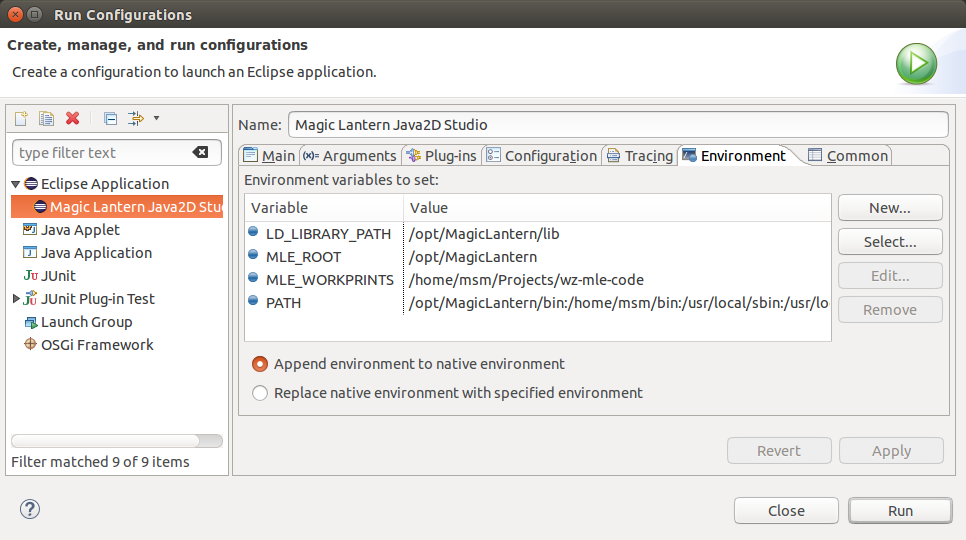 Run Configurations
Create, manage, and run configurations
Create a configuration to launch an Eclipse application.
type filter text
Eclipse Application
Magic Lantern Java2D Stu
Java Applet
Java Application
JUnit
JUnit Plug-in Test
Launch Group
OSGi Framework
Filter matched 9 of 9 items
Name: Magic Lantern Java2D Studio
Main (x)= Arguments Plug-ins Configuration Tracing Environment Common
Environment variables to set:
Variable Value
LD_LIBRARY_PATH /opt/MagicLantern/lib
MLE_ROOT /opt/MagicLantern
MLE_WORKPRINTS /home/msm/Projects/wz-mle-code
PATH /opt/MagicLantern/bin:/home/msm/bin:/usr/local/sbin:/usr/lo
New...
Select...
Edit...
Remove
Append environment to native environment
Replace native environment with specified environment
Revert Apply
? Close Run